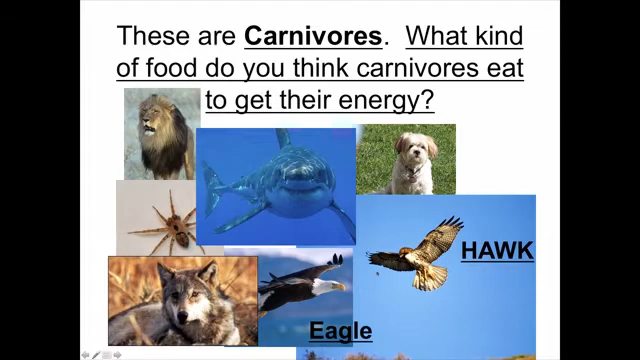 These are Carnivores. What kind
of food do you think carnivores eat
to get their energy?
HAWK
Eagle